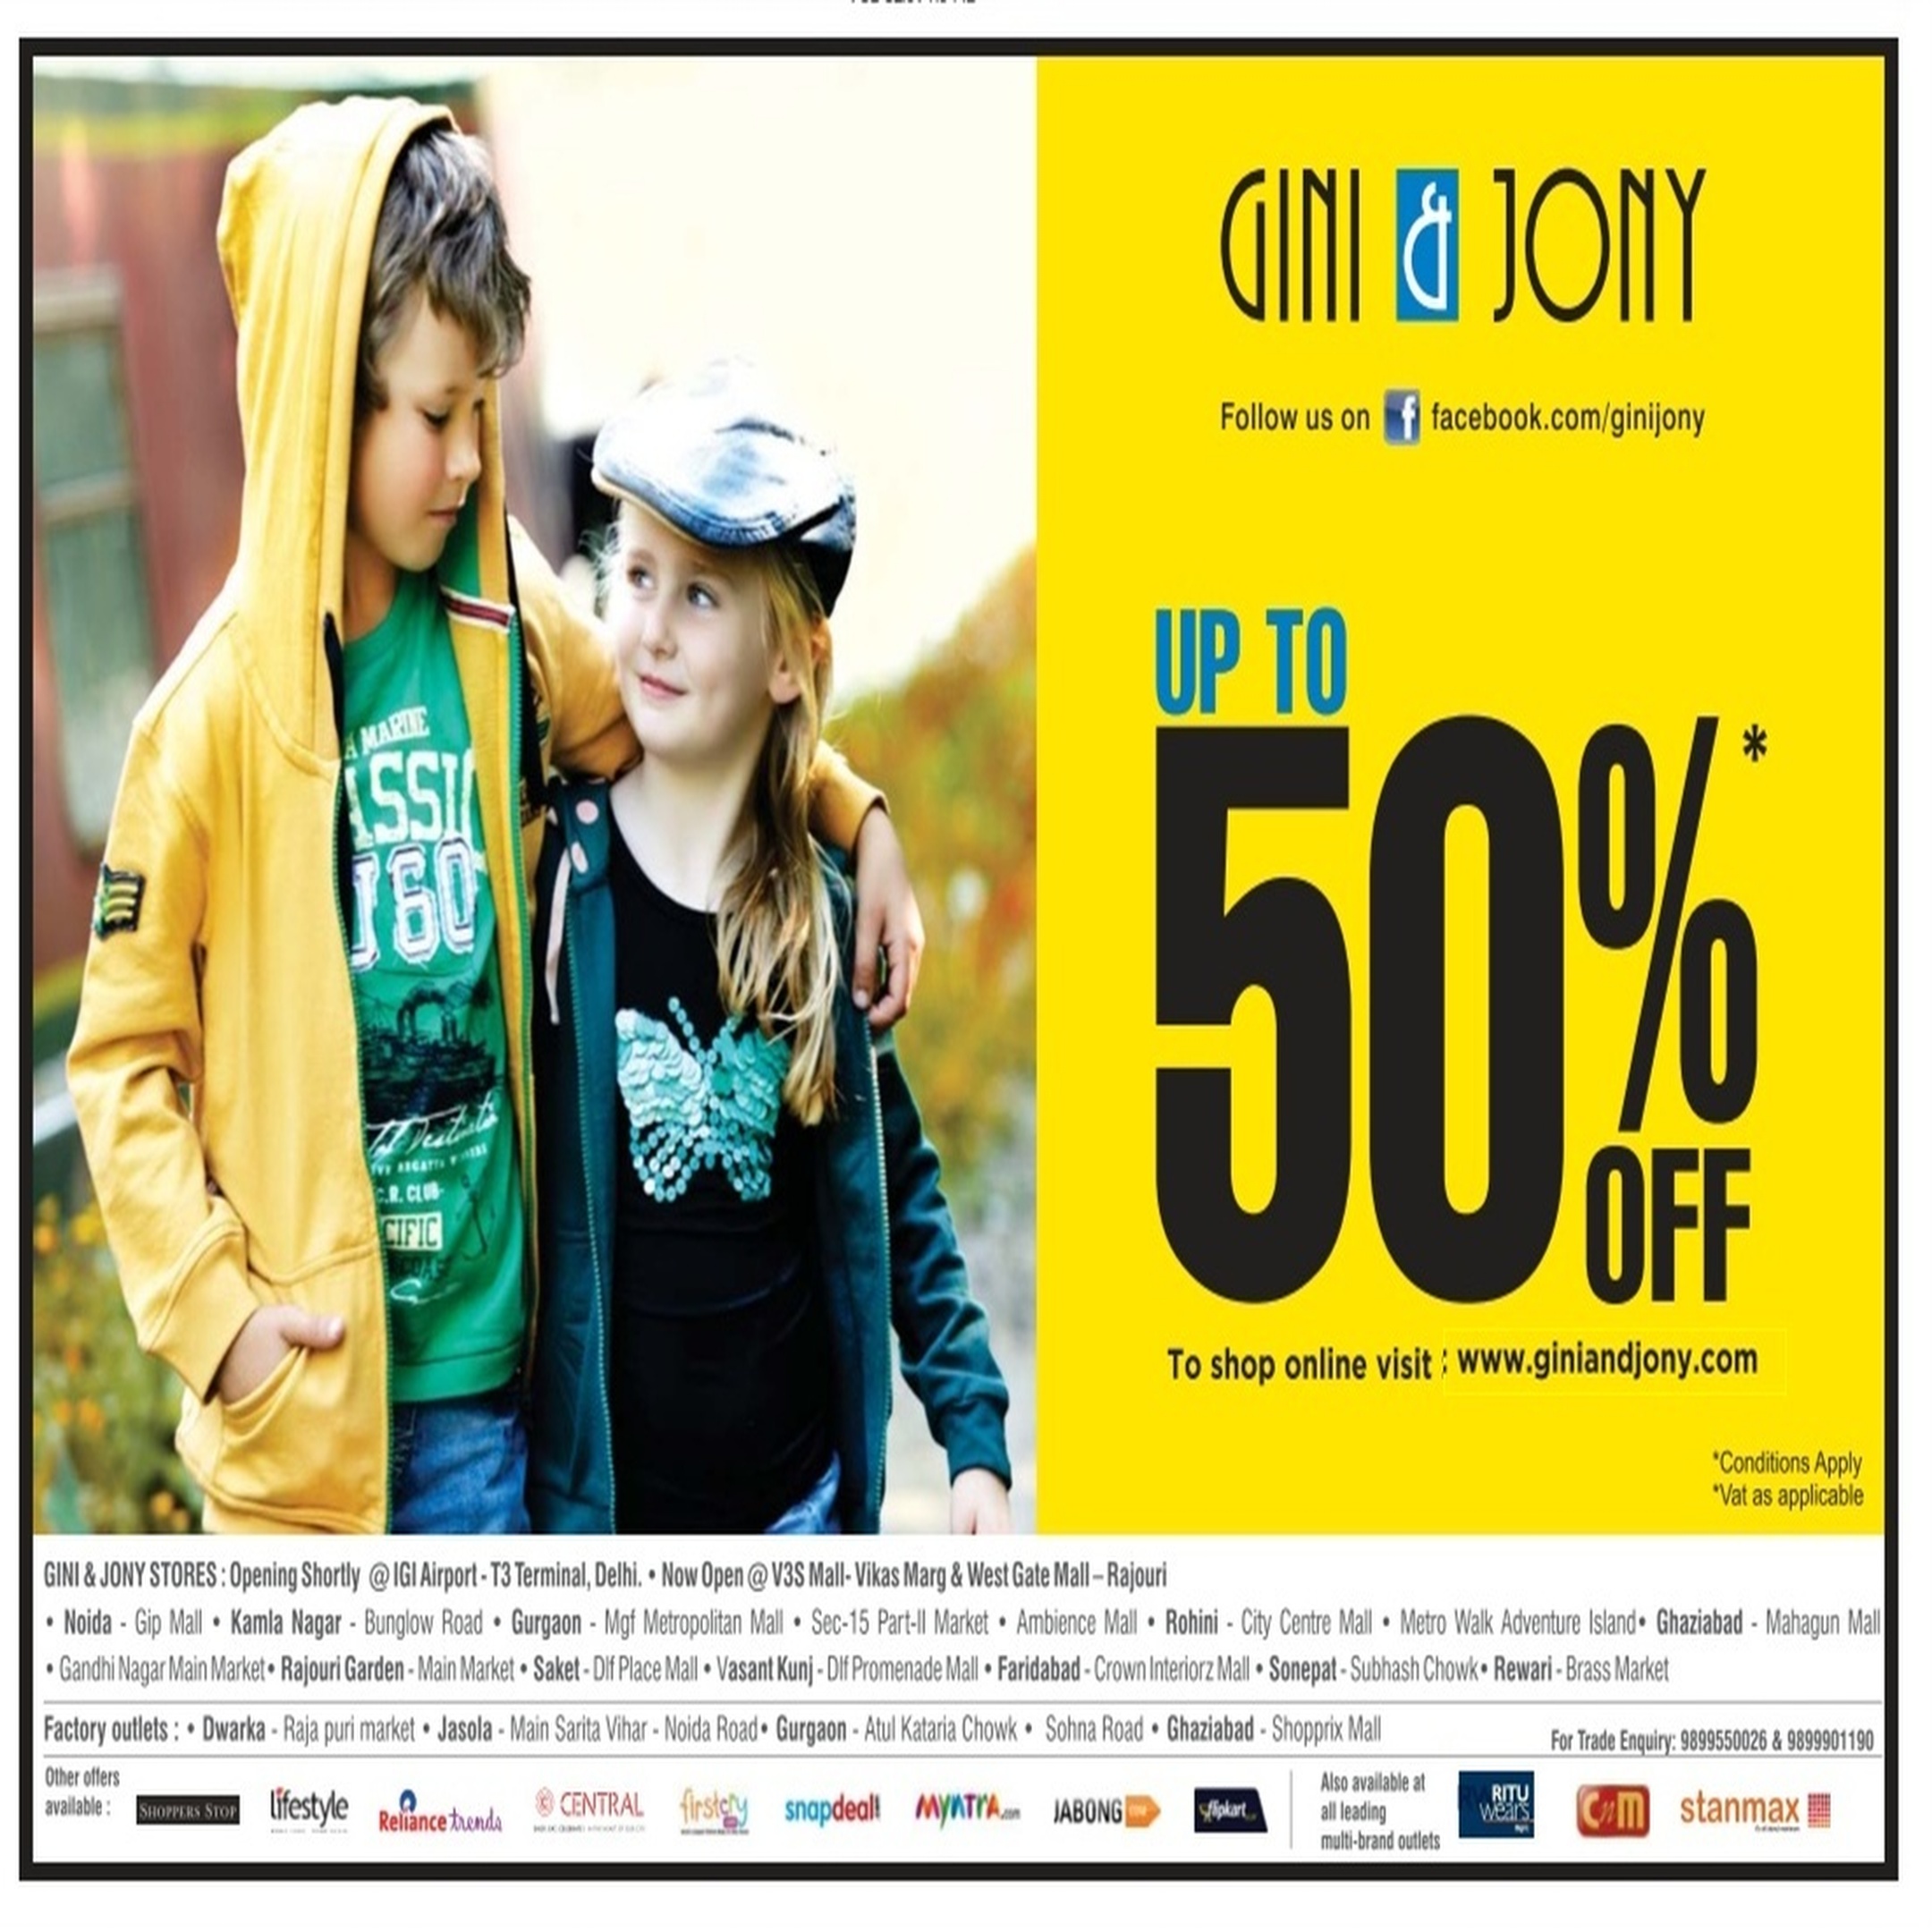 GINI & JONY
Follow us on f facebook.com/ginijony
UP TO
50%*
OFF
To shop online visit : www.giniandjony.com
*Conditions Apply
*Vat as applicable
A MARINE
ASSIC
J60
C.R. CLUB-
CIFIC
GINI & JONY STORES : Opening Shortly @ IGI Airport - T3 Terminal, Delhi. • Now Open @ V3S Mall- Vikas Marg & West Gate Mall – Rajouri
• Noida - Gip Mall • Kamla Nagar - Bunglow Road • Gurgaon - Mgf Metropolitan Mall • Sec-15 Part-II Market • Ambience Mall • Rohini - City Centre Mall • Metro Walk Adventure Island• Ghaziabad - Mahagun Mall
• Gandhi Nagar Main Market• Rajouri Garden - Main Market • Saket - Dlf Place Mall • Vasant Kunj - Dlf Promenade Mall • Faridabad - Crown Interiorz Mall • Sonepat - Subhash Chowk• Rewari - Brass Market
Factory outlets : • Dwarka - Raja puri market • Jasola - Main Sarita Vihar - Noida Road• Gurgaon - Atul Kataria Chowk • Sohna Road • Ghaziabad - Shopprix Mall
For Trade Enquiry: 9899550026 & 9899901190
Other offers
available :
SHOPPERS STOP
lifestyle
Reliance trends
CENTRAL
firstcry
snapdeal
myntra.com
JABONG COM
flipkart
Also available at
all leading
multi-brand outlets
RITU
wears
CnM
stanmax